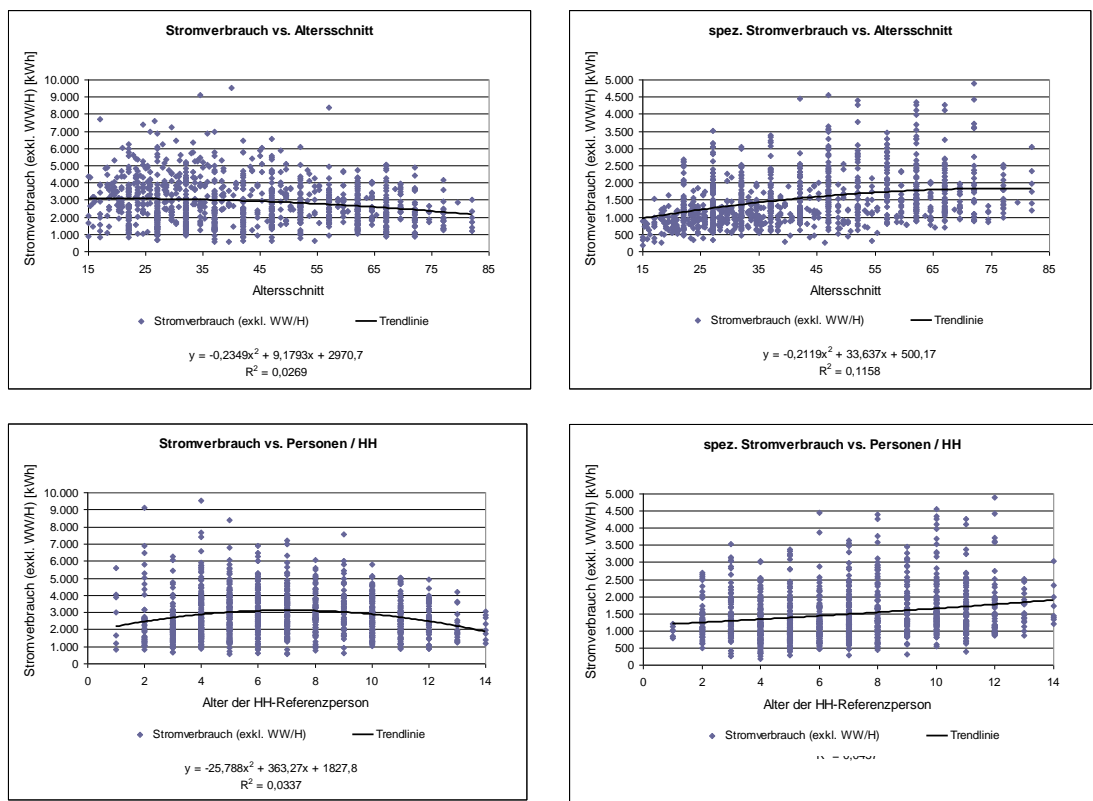 Stromverbrauch vs. Altersschnitt
Stromverbrauch (exkl. WW/H) [kWh]
10.000
9.000
8.000
7.000
6.000
5.000
4.000
3.000
2.000
1.000
0
15 25 35 45 55 65 75 85
Altersschnitt
Stromverbrauch (exkl. WW/H) Trendlinie
y = -0,2349x² + 9,1793x + 2970,7
R² = 0,0269
spez. Stromverbrauch vs. Altersschnitt
Stromverbrauch (exkl. WW/H) [kWh]
5.000
4.500
4.000
3.500
3.000
2.500
2.000
1.500
1.000
500
0
15 25 35 45 55 65 75 85
Altersschnitt
Stromverbrauch (exkl. WW/H) Trendlinie
y = -0,2119x² + 33,637x + 500,17
R² = 0,1158
Stromverbrauch vs. Personen / HH
Stromverbrauch (exkl. WW/H) [kWh]
10.000
9.000
8.000
7.000
6.000
5.000
4.000
3.000
2.000
1.000
0
0 2 4 6 8 10 12 14
Alter der HH-Referenzperson
Stromverbrauch (exkl. WW/H) Trendlinie
y = -25,788x² + 363,27x + 1827,8
R² = 0,0337
spez. Stromverbrauch vs. Personen / HH
Stromverbrauch (exkl. WW/H) [kWh]
5.000
4.500
4.000
3.500
3.000
2.500
2.000
1.500
1.000
500
0
0 2 4 6 8 10 12 14
Alter der HH-Referenzperson
Stromverbrauch (exkl. WW/H) Trendlinie